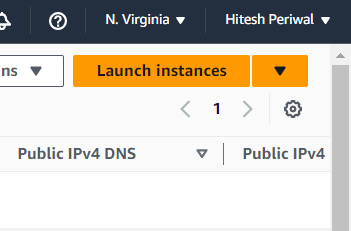 N. Virginia Hitesh Periwal
ns Launch instances
1
Public IPv4 DNS Public IPv4